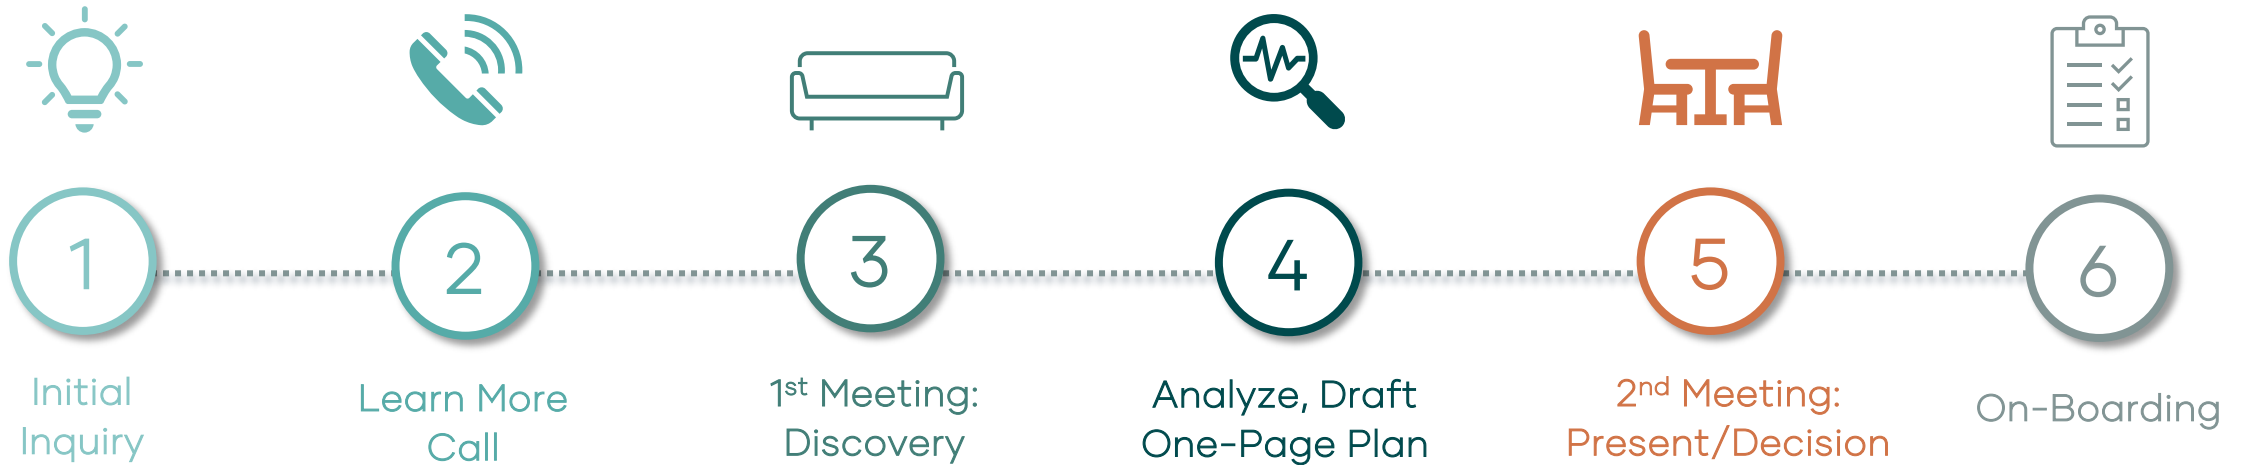 1
2
3
4
5
6
Initial
Inquiry
Learn More
Call
1st Meeting:
Discovery
Analyze, Draft
One-Page Plan
2nd Meeting:
Present/Decision
On-Boarding